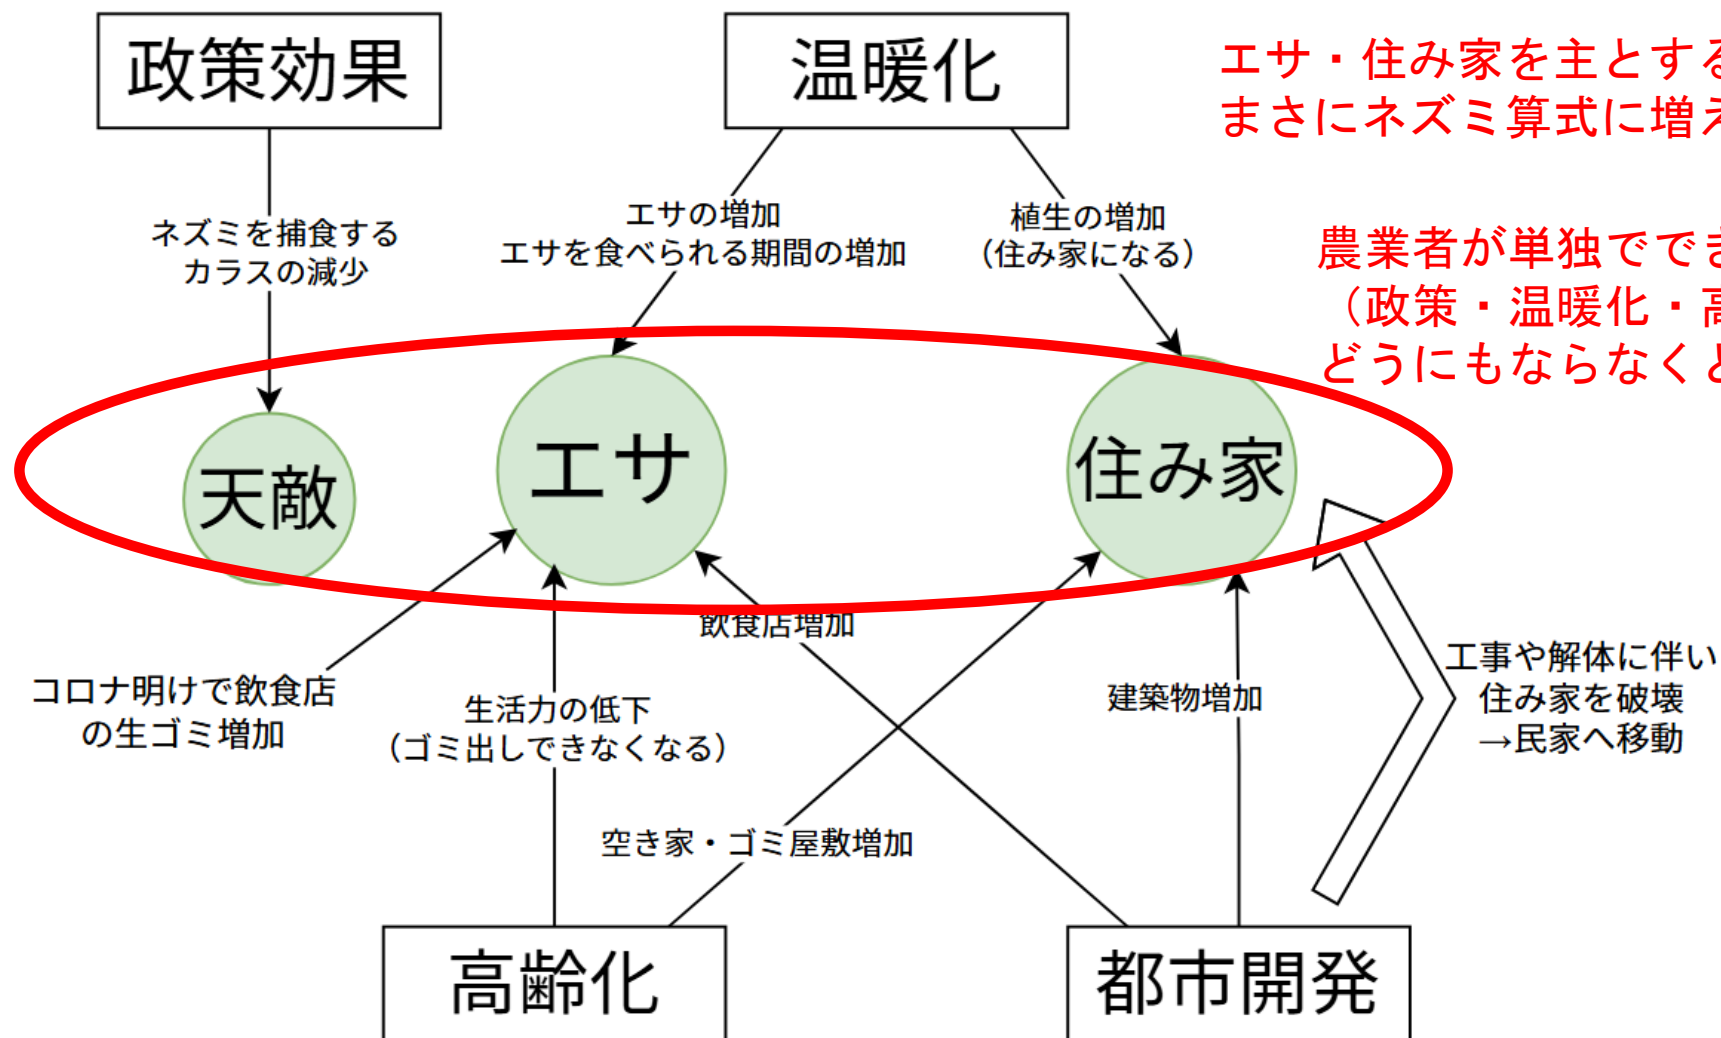 政策効果
温暖化
エサ・住み家を主とする
まさにネズミ算式に増え
ネズミを捕食する
カラスの減少
エサの増加
エサを食べられる期間の増加
植生の増加
（住み家になる）
農業者が単独ででき
（政策・温暖化・高
どうにもならなくと
天敵
エサ
住み家
飲食店増加
コロナ明けで飲食店
の生ゴミ増加
生活力の低下
（ゴミ出しできなくなる）
建築物増加
工事や解体に伴い
住み家を破壊
→民家へ移動
空き家・ゴミ屋敷増加
高齢化
都市開発